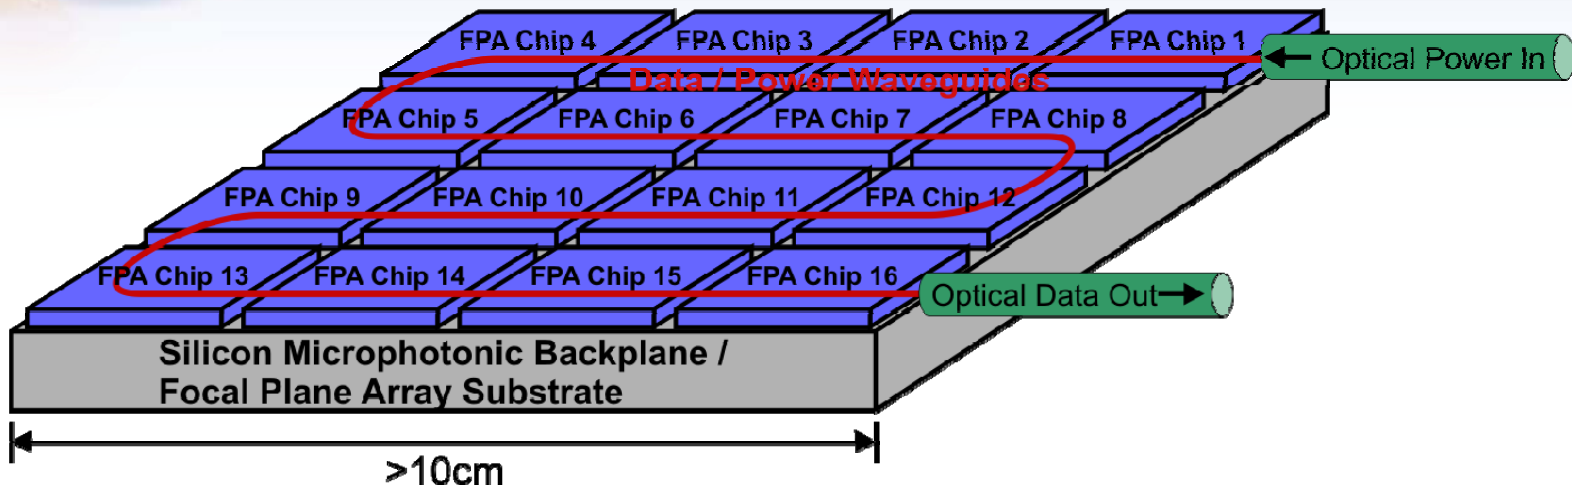 FPA Chip 4
FPA Chip 3
FPA Chip 2
FPA Chip 1
Optical Power In
Data / Power Waveguides
FPA Chip 5
FPA Chip 6
FPA Chip 7
FPA Chip 8
FPA Chip 9
FPA Chip 10
FPA Chip 11
FPA Chip 12
FPA Chip 13
FPA Chip 14
FPA Chip 15
FPA Chip 16
Optical Data Out
Silicon Microphotonic Backplane /
Focal Plane Array Substrate
>10cm